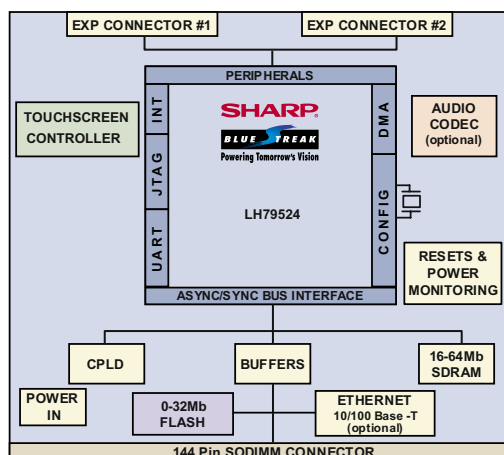 EXP CONNECTOR #1
EXP CONNECTOR #2
PERIPHERALS
TOUCHSCREEN
CONTROLLER
INT
JTAG
UART
SHARP®
BLUE STREAK
Powering Tomorrow's Vision
LH79524
DMA
CONFIG
AUDIO
CODEC
(optional)
RESETS &
POWER
MONITORING
ASYNC/SYNC BUS INTERFACE
CPLD
BUFFERS
16-64Mb
SDRAM
POWER
IN
0-32Mb
FLASH
ETHERNET
10/100 Base -T
(optional)
144 Pin SODIMM CONNECTOR